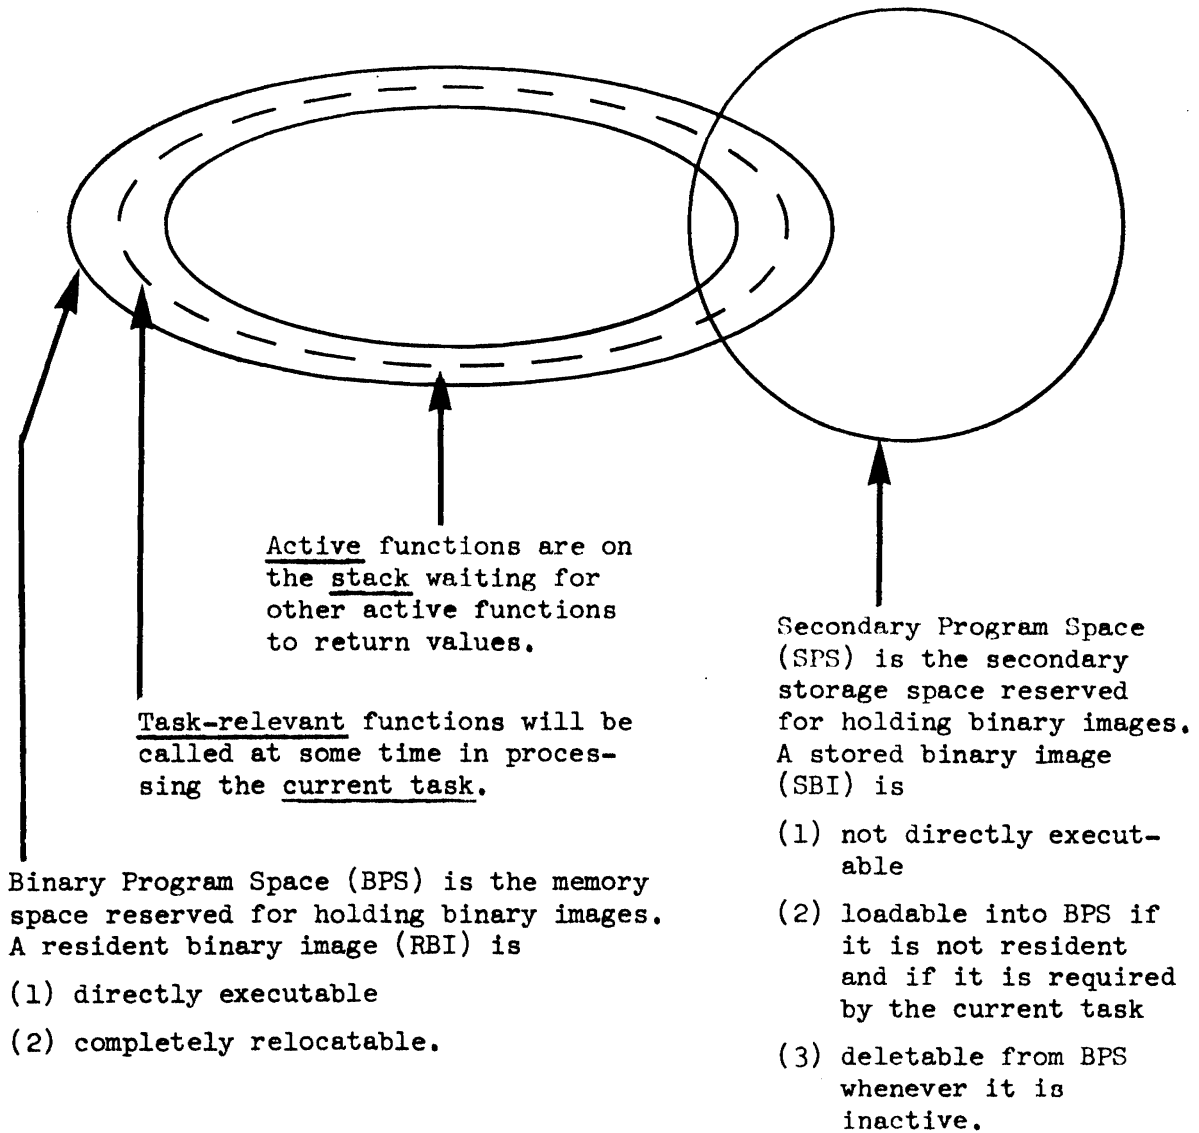 Active functions are on
the stack waiting for
other active functions
to return values.
Task-relevant functions will be
called at some time in proces-
sing the current task.
Binary Program Space (BPS) is the memory
space reserved for holding binary images.
A resident binary image (RBI) is
(1) directly executable
(2) completely relocatable.
Secondary Program Space
(SPS) is the secondary
storage space reserved
for holding binary images.
A stored binary image
(SBI) is
(1) not directly execut-
able
(2) loadable into BPS if
it is not resident
and if it is required
by the current task
(3) deletable from BPS
whenever it is
inactive.